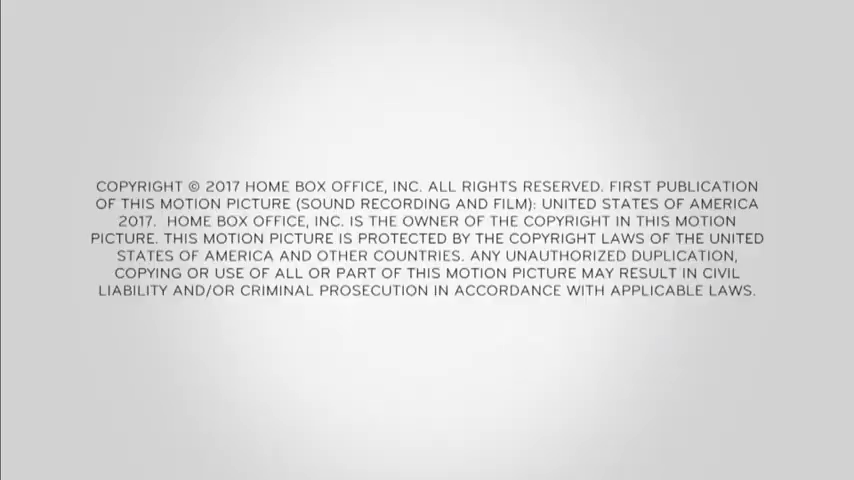 COPYRIGHT © 2017 HOME BOX OFFICE, INC. ALL RIGHTS RESERVED. FIRST PUBLICATION
OF THIS MOTION PICTURE (SOUND RECORDING AND FILM): UNITED STATES OF AMERICA
2017.  HOME BOX OFFICE, INC. IS THE OWNER OF THE COPYRIGHT IN THIS MOTION
PICTURE. THIS MOTION PICTURE IS PROTECTED BY THE COPYRIGHT LAWS OF THE UNITED
STATES OF AMERICA AND OTHER COUNTRIES. ANY UNAUTHORIZED DUPLICATION,
COPYING OR USE OF ALL OR PART OF THIS MOTION PICTURE MAY RESULT IN CIVIL
LIABILITY AND/OR CRIMINAL PROSECUTION IN ACCORDANCE WITH APPLICABLE LAWS.